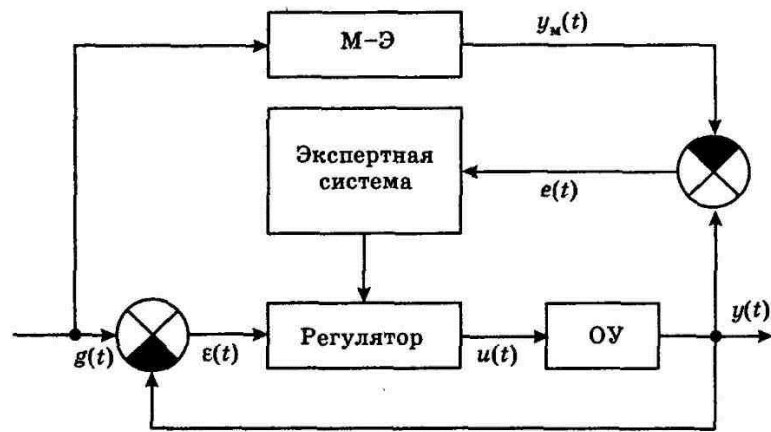 М–Э
yм(t)
Экспертная
система
e(t)
g(t)
ε(t)
Регулятор
u(t)
ОУ
y(t)